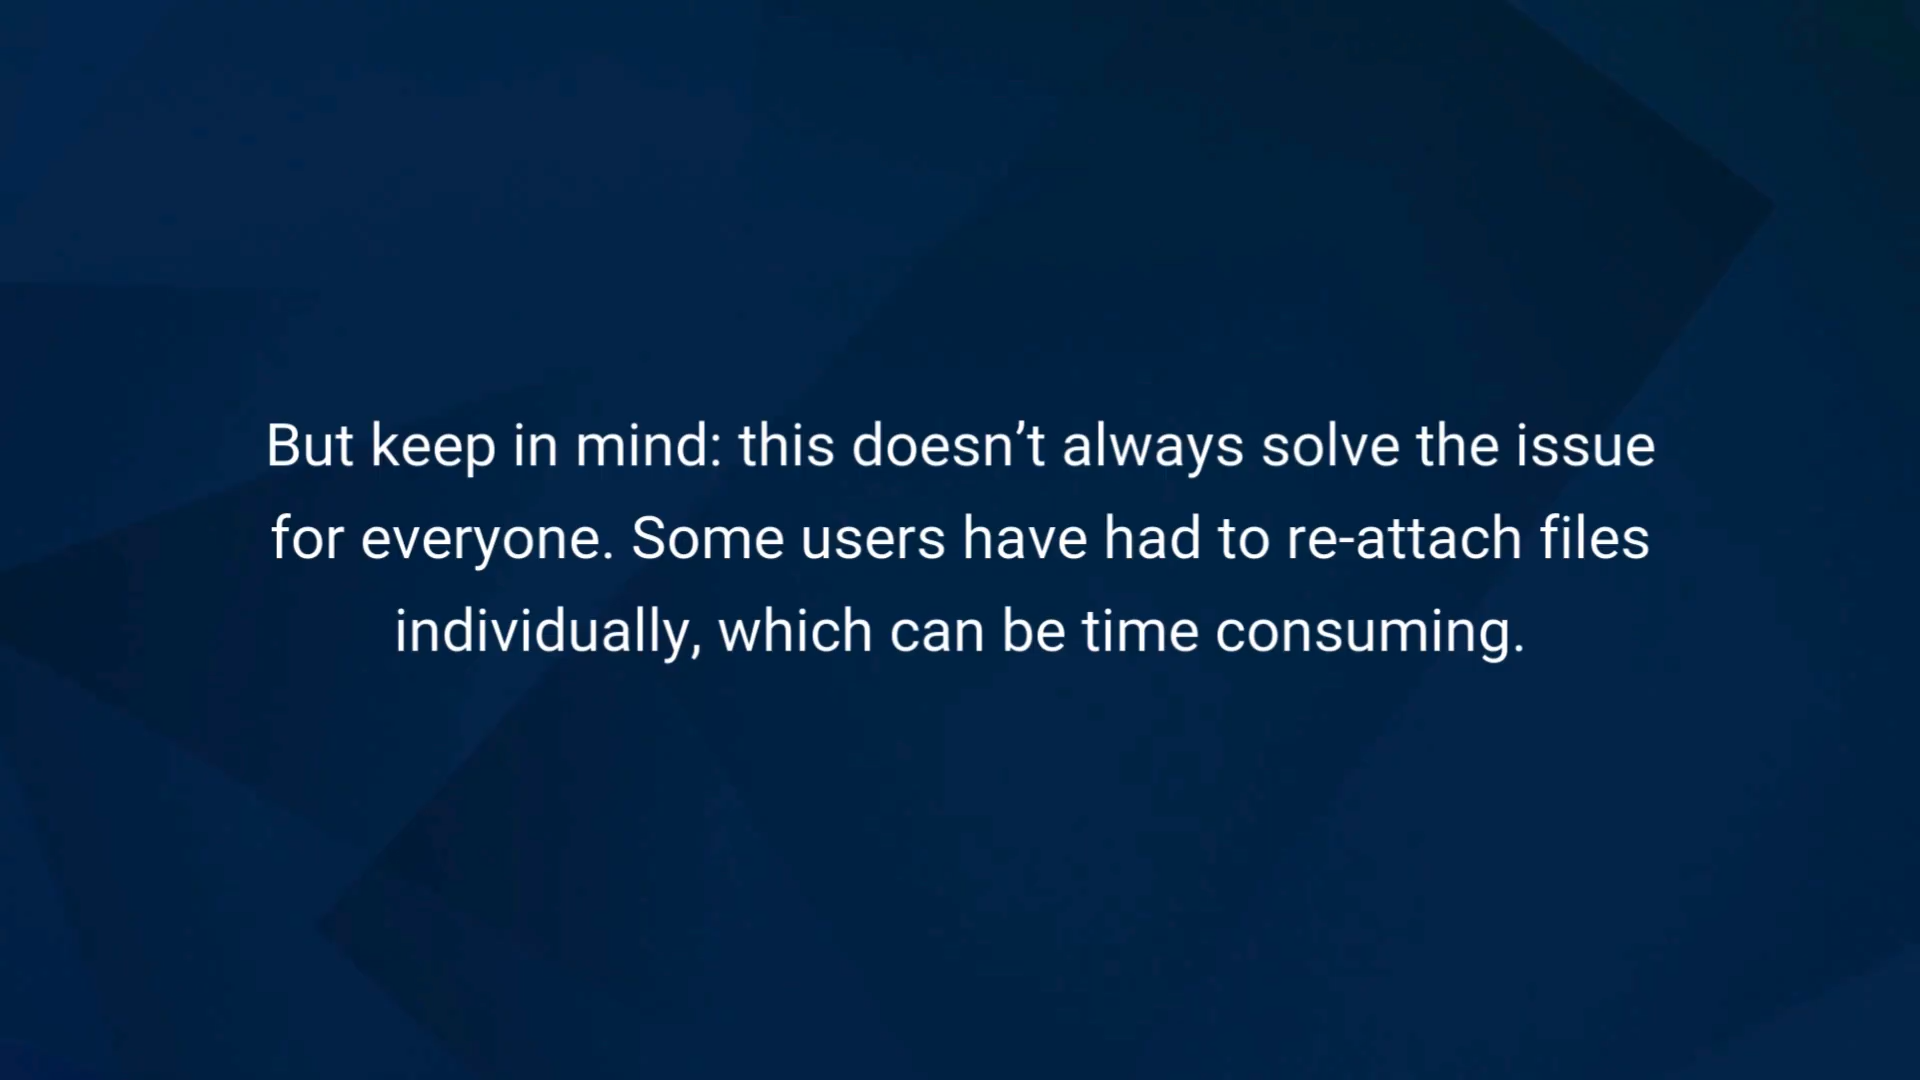 But keep in mind: this doesn’t always solve the issue
for everyone. Some users have had to re-attach files
individually, which can be time consuming.